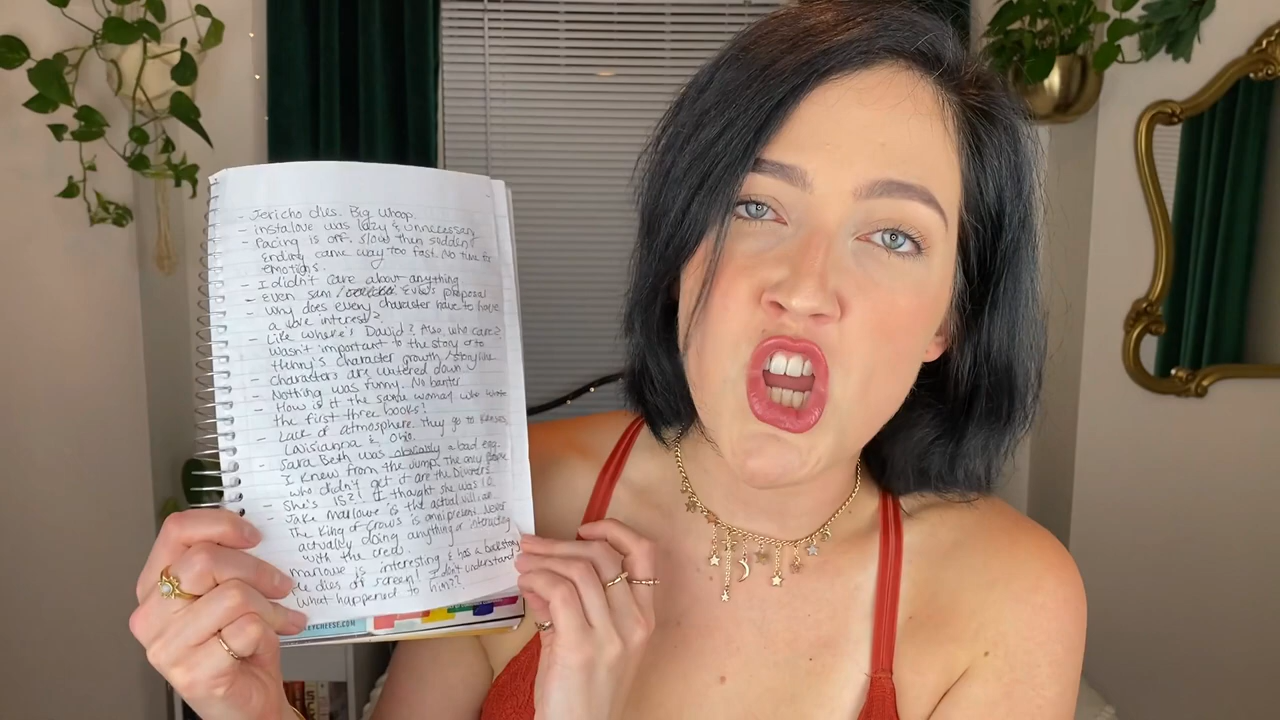 - Jericho dies. Big whoop.
- instalove was lazy & unnecessary
- Pacing is off. Slow then sudden
Ending came way too fast. No time for
emotions.
- I didn't care about anything
- even Sam / Evie's proposal
- Why does every character have to have
a love interest?
- Like where's David? Also, who cares?
Wasn't important to the story or to
Henry's character growth / storyline
- Characters are watered down
- Nothing was funny. No banter.
- How is it the same woman who wrote
the first three books?
- Lack of atmosphere. they go to Kansas,
Louisianna & Ohio.
- Sara Beth was obviously a bad egg.
I knew from the jump. The only people
who didn't get it are the Diviners
- She's 15?! I thought she was 10.
- Jake Marlowe is the actual villian.
The King of Crows is omnipresent. Never
actually doing anything or interacting
with the crew.
Marlowe is interesting & has a backstory
He dies off screen! I don't understand
what happened to him??
EYCHEESE.COM